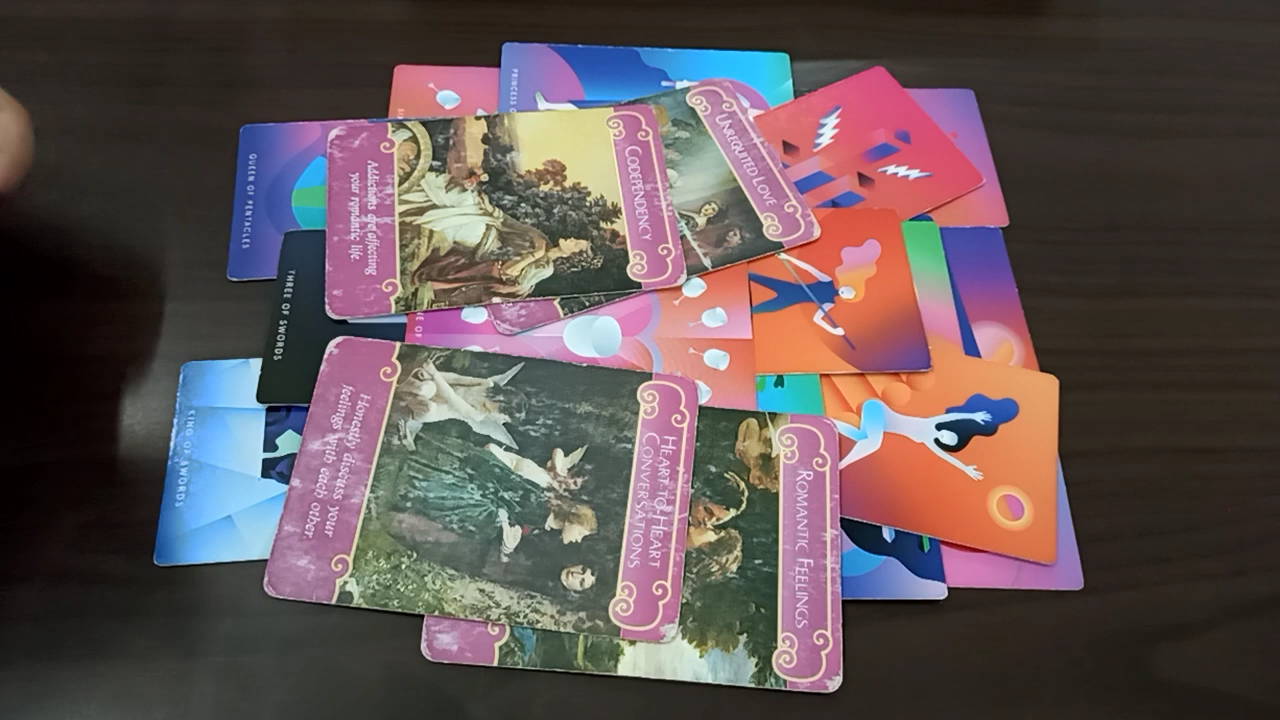 PRINCESS O
QUEEN OF PENTACLES
THREE OF SWORDS
KING OF SWORDS
CODEPENDENCY
Addictions are affecting
your romantic life.
UNREQUITED LOVE
HEART-TO-HEART
CONVERSATIONS
Honestly discuss your
feelings with each other.
ROMANTIC FEELINGS